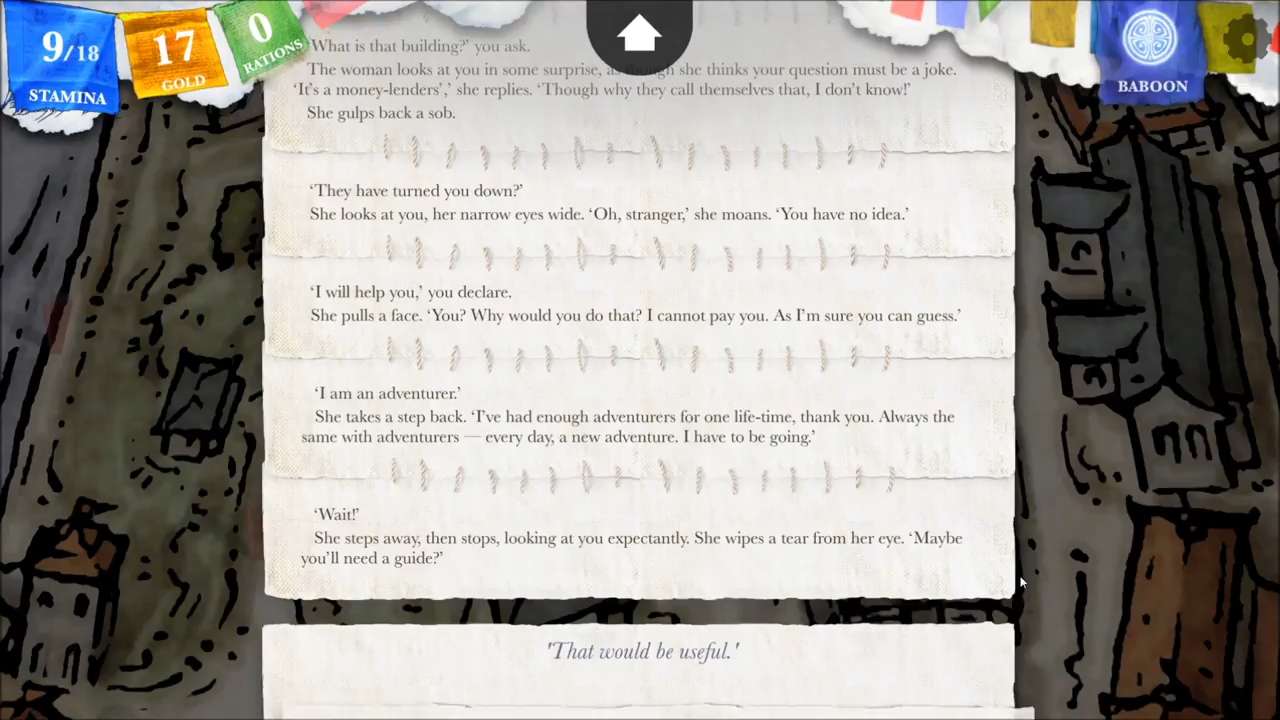 9/18
STAMINA
17
GOLD
0
RATIONS
BABOON
'What is that building?' you ask.
The woman looks at you in some surprise, as though she thinks your question must be a joke.
‘It’s a money-lenders’,’ she replies. ‘Though why they call themselves that, I don’t know!’
She gulps back a sob.
‘They have turned you down?’
She looks at you, her narrow eyes wide. ‘Oh, stranger,’ she moans. ‘You have no idea.’
‘I will help you,’ you declare.
She pulls a face. ‘You? Why would you do that? I cannot pay you. As I’m sure you can guess.’
‘I am an adventurer.’
She takes a step back. ‘I’ve had enough adventurers for one life-time, thank you. Always the
same with adventurers — every day, a new adventure. I have to be going.’
‘Wait!’
She steps away, then stops, looking at you expectantly. She wipes a tear from her eye. ‘Maybe
you’ll need a guide?’
'That would be useful.'